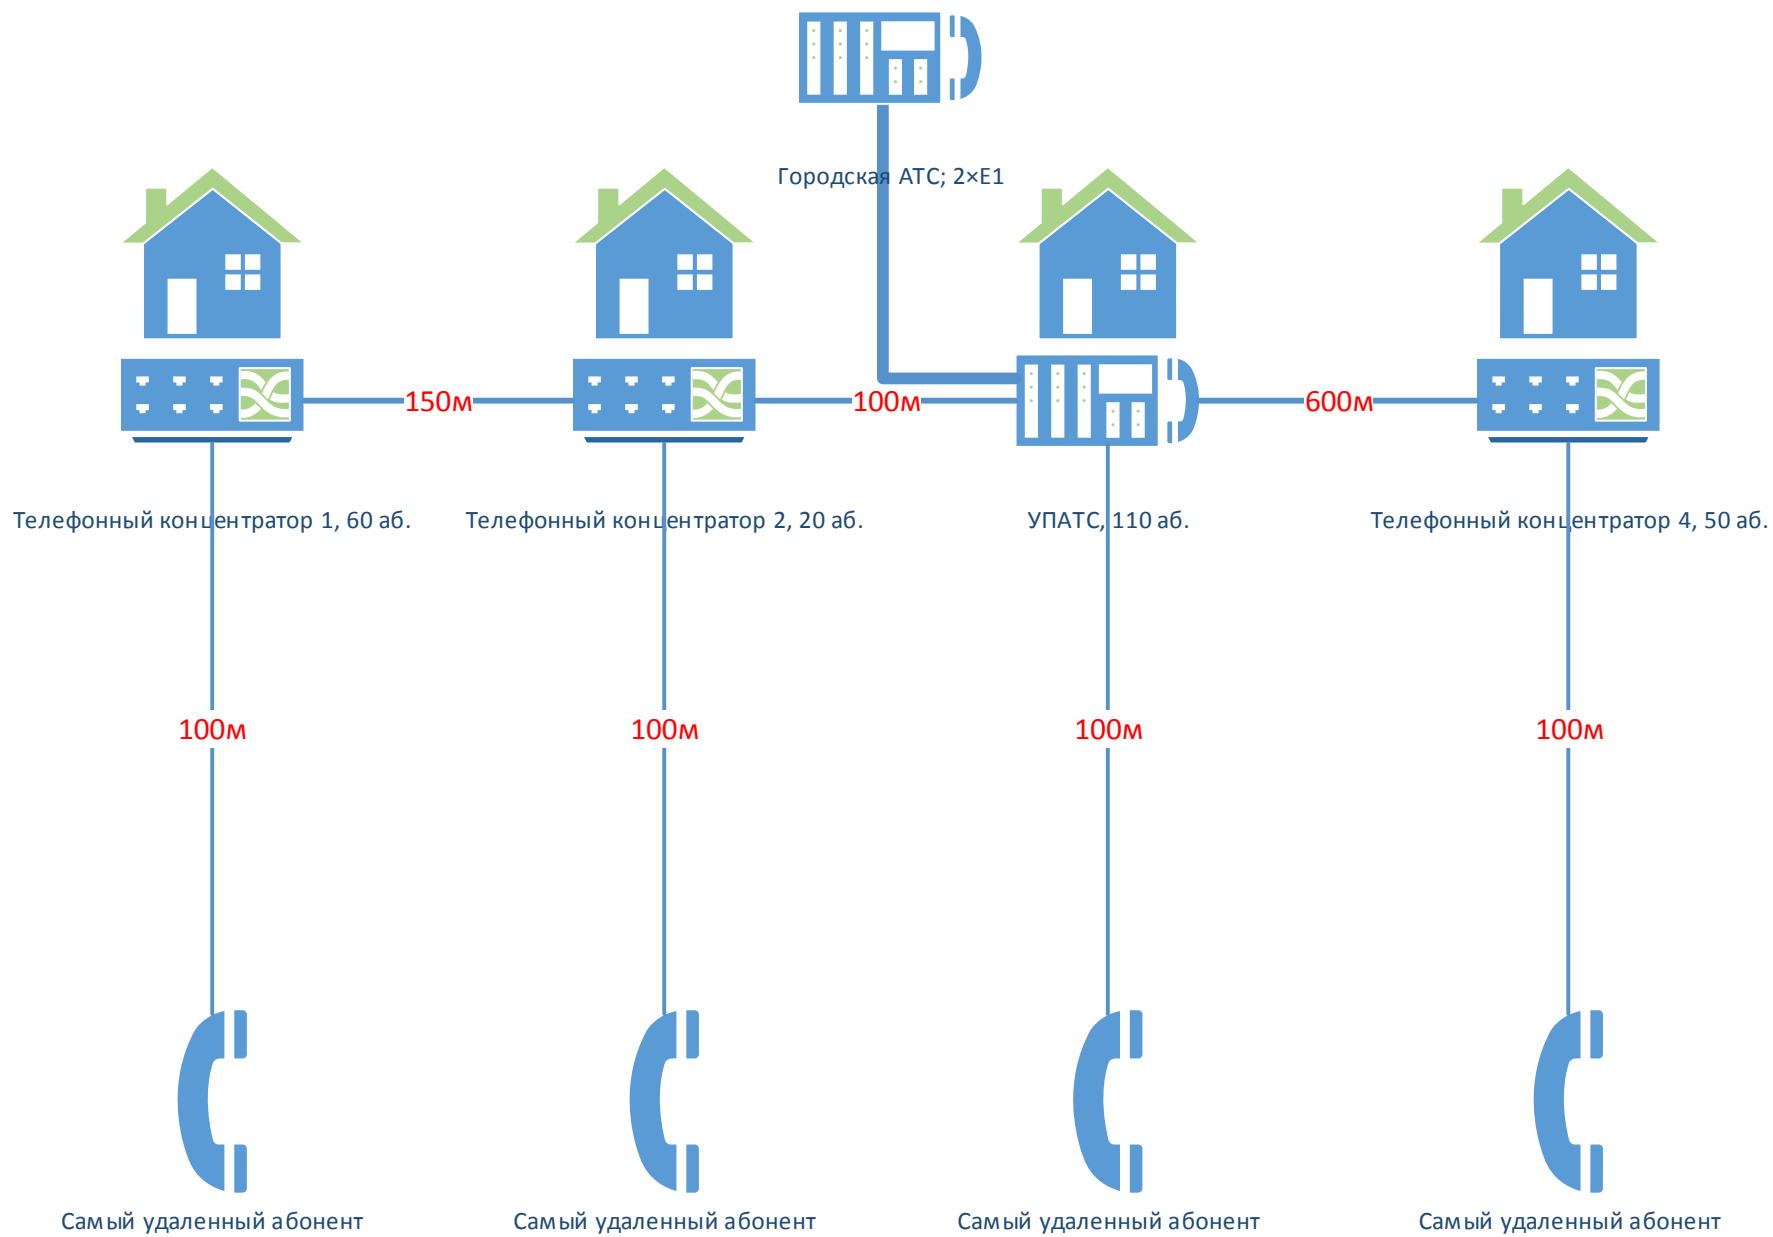 Городская АТС; 2×E1
150м
100м
600м
Телефонный концентратор 1, 60 аб.
Телефонный концентратор 2, 20 аб.
УПАТС, 110 аб.
Телефонный концентратор 4, 50 аб.
100м
100м
100м
100м
Самый удаленный абонент
Самый удаленный абонент
Самый удаленный абонент
Самый удаленный абонент